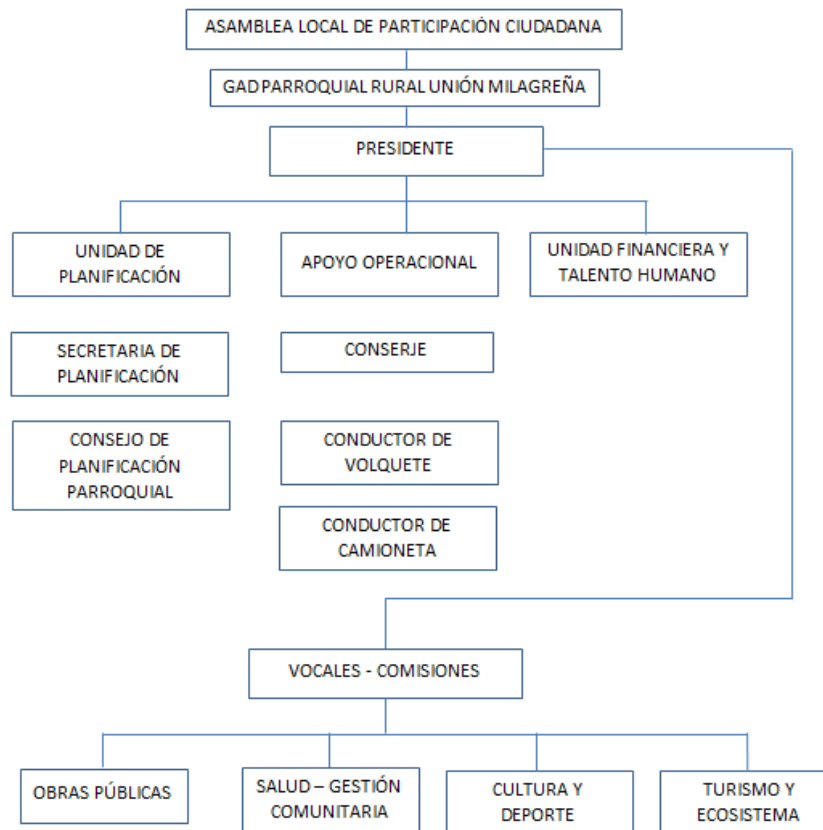 ASAMBLEA LOCAL DE PARTICIPACIÓN CIUDADANA
GAD PARROQUIAL RURAL UNIÓN MILAGREÑA
PRESIDENTE
UNIDAD DE
PLANIFICACIÓN
APOYO OPERACIONAL
UNIDAD FINANCIERA Y
TALENTO HUMANO
SECRETARIA DE
PLANIFICACIÓN
CONSERJE
CONSEJO DE
PLANIFICACIÓN
PARROQUIAL
CONDUCTOR DE
VOLQUETE
CONDUCTOR DE
CAMIONETA
VOCALES - COMISIONES
OBRAS PÚBLICAS
SALUD – GESTIÓN
COMUNITARIA
CULTURA Y
DEPORTE
TURISMO Y
ECOSISTEMA